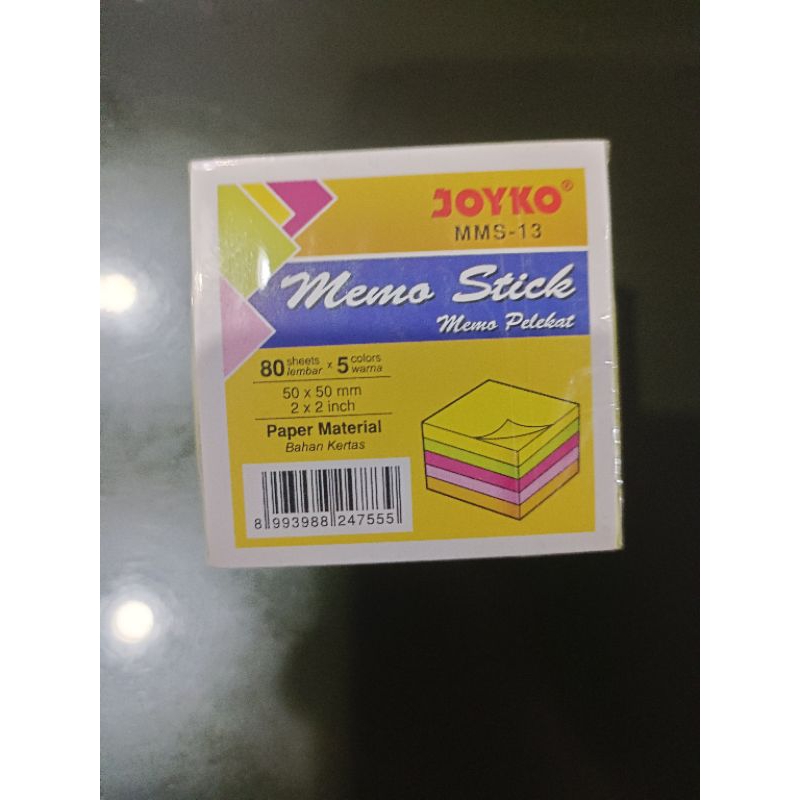 JOYKO®
MMS-13
Memo Stick
Memo Pelekat
80 sheets lembar x 5 colors warna
50 x 50 mm
2 x 2 inch
Paper Material
Bahan Kertas
8 993988 247555